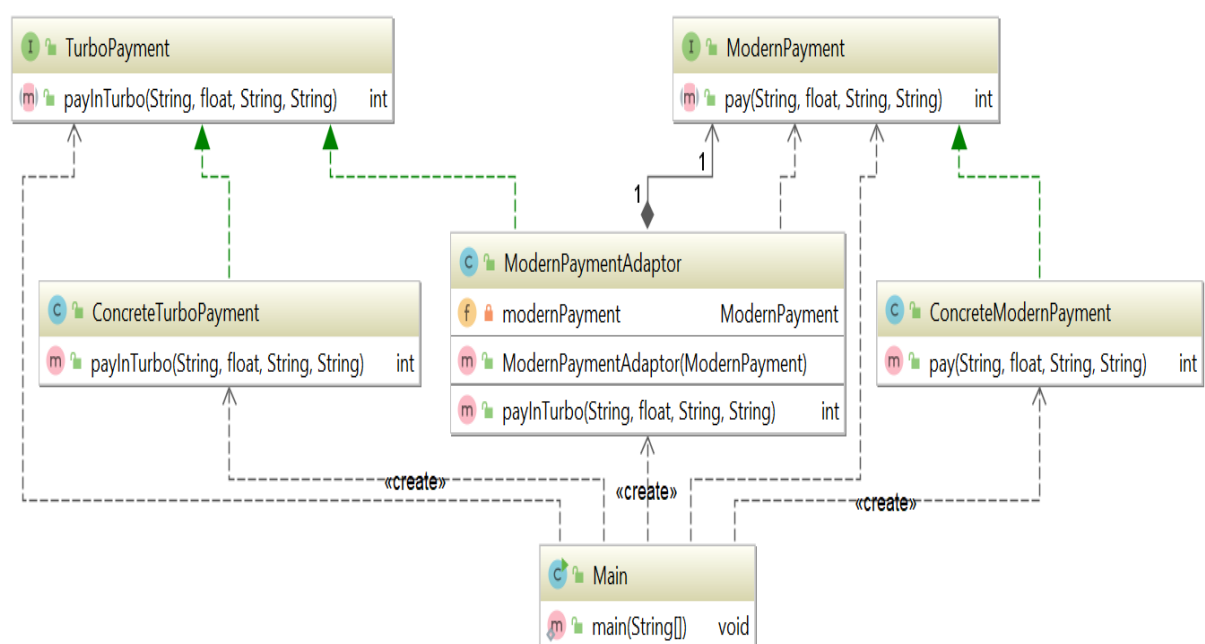 TurboPayment
payInTurbo(String, float, String, String) int
ModernPayment
pay(String, float, String, String) int
1
1
ModernPaymentAdaptor
modernPayment ModernPayment
ModernPaymentAdaptor(ModernPayment)
payInTurbo(String, float, String, String) int
ConcreteTurboPayment
payInTurbo(String, float, String, String) int
ConcreteModernPayment
pay(String, float, String, String) int
«create»
«create»
«create»
Main
main(String[]) void